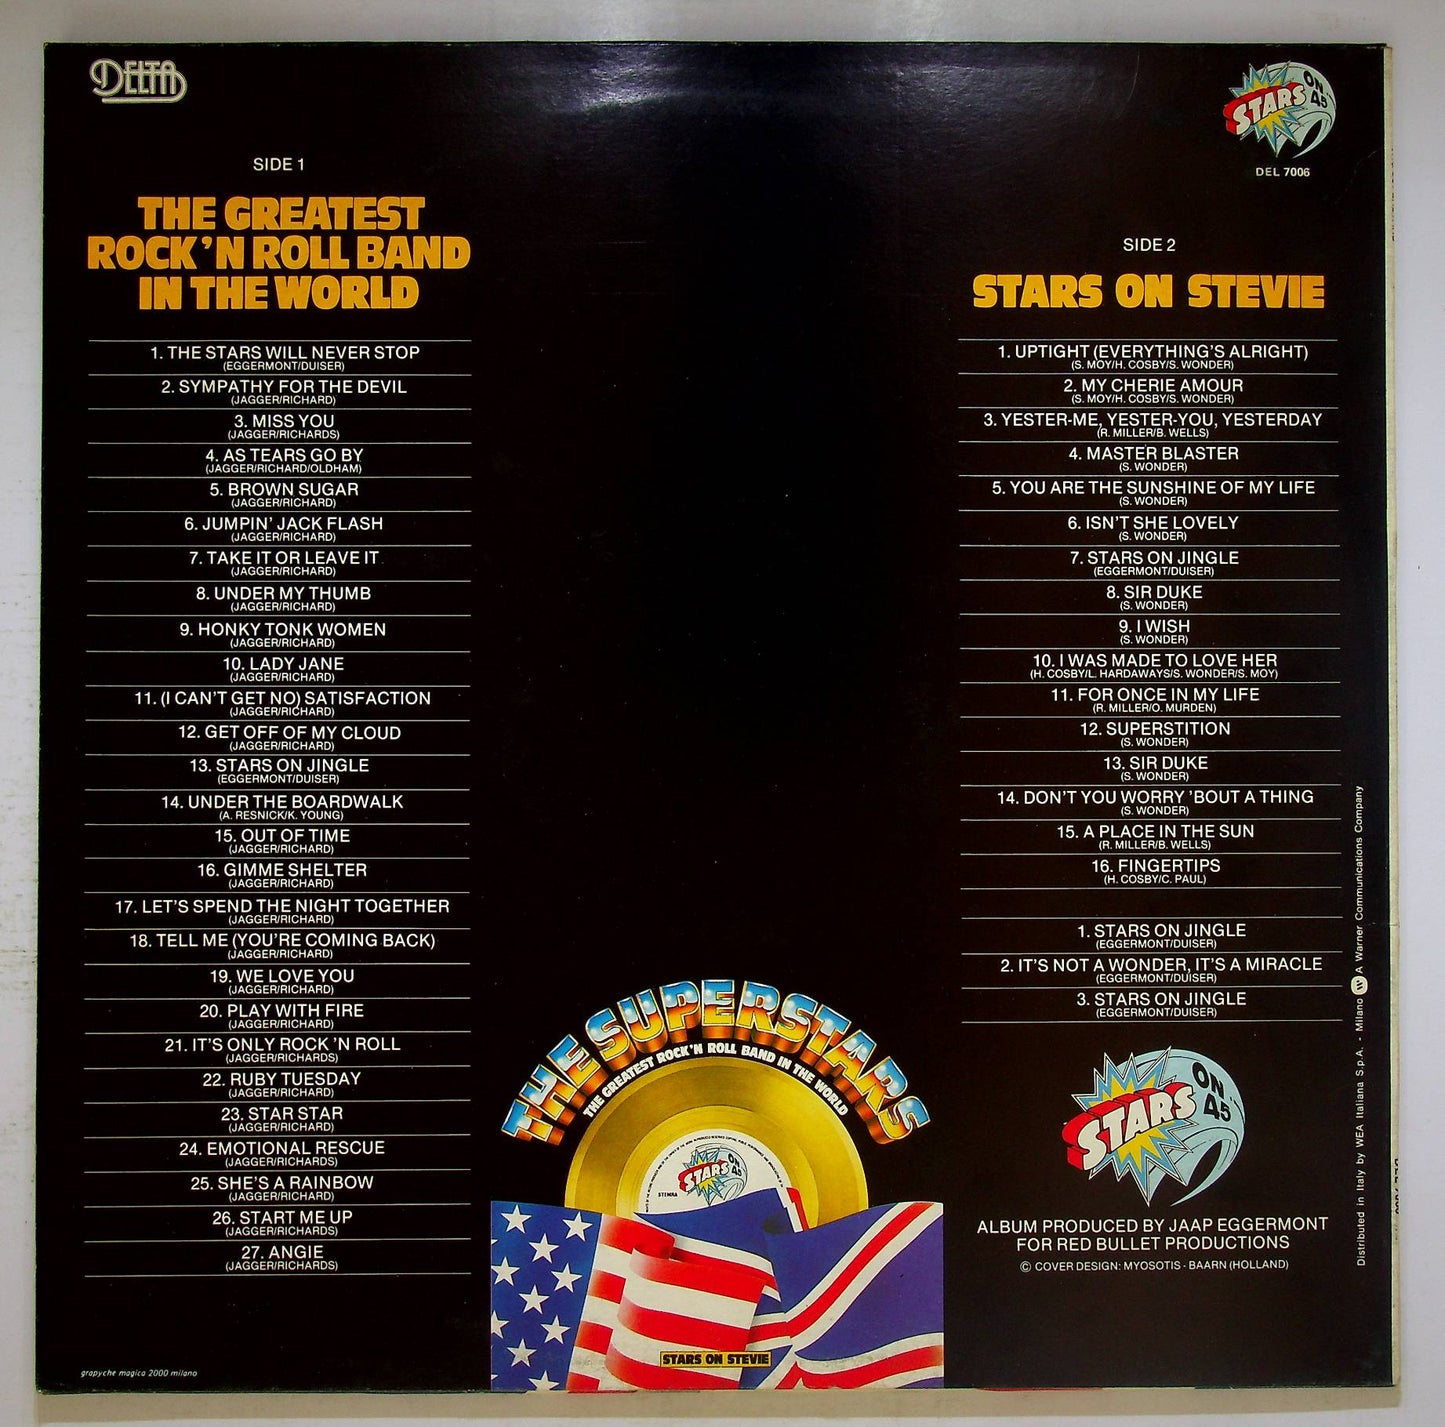 DELTA
SIDE 1
THE GREATEST
ROCK'N ROLL BAND
IN THE WORLD
1. THE STARS WILL NEVER STOP
(EGGERMONT/DUISER)
2. SYMPATHY FOR THE DEVIL
(JAGGER/RICHARD)
3. MISS YOU
(JAGGER/RICHARDS)
4. AS TEARS GO BY
(JAGGER/RICHARD/OLDHAM)
5. BROWN SUGAR
(JAGGER/RICHARD)
6. JUMPIN' JACK FLASH
(JAGGER/RICHARD)
7. TAKE IT OR LEAVE IT
(JAGGER/RICHARD)
8. UNDER MY THUMB
(JAGGER/RICHARD)
9. HONKY TONK WOMEN
(JAGGER/RICHARD)
10. LADY JANE
(JAGGER/RICHARD)
11. (I CAN'T GET NO) SATISFACTION
(JAGGER/RICHARD)
12. GET OFF OF MY CLOUD
(JAGGER/RICHARD)
13. STARS ON JINGLE
(EGGERMONT/DUISER)
14. UNDER THE BOARDWALK
(A. RESNICK/K. YOUNG)
15. OUT OF TIME
(JAGGER/RICHARD)
16. GIMME SHELTER
(JAGGER/RICHARD)
17. LET'S SPEND THE NIGHT TOGETHER
(JAGGER/RICHARD)
18. TELL ME (YOU'RE COMING BACK)
(JAGGER/RICHARD)
19. WE LOVE YOU
(JAGGER/RICHARD)
20. PLAY WITH FIRE
(JAGGER/RICHARD)
21. IT'S ONLY ROCK 'N ROLL
(JAGGER/RICHARDS)
22. RUBY TUESDAY
(JAGGER/RICHARD)
23. STAR STAR
(JAGGER/RICHARD)
24. EMOTIONAL RESCUE
(JAGGER/RICHARDS)
25. SHE'S A RAINBOW
(JAGGER/RICHARD)
26. START ME UP
(JAGGER/RICHARDS)
27. ANGIE
(JAGGER/RICHARDS)
grapyche magica 2000 milano
THE SUPERSTARS
THE GREATEST ROCK'N ROLL BAND IN THE WORLD
STARS ON 45
STEMRA
STARS ON STEVIE
STARS ON 45
DEL 7006
SIDE 2
STARS ON STEVIE
1. UPTIGHT (EVERYTHING'S ALRIGHT)
(S. MOY/H. COSBY/S. WONDER)
2. MY CHERIE AMOUR
(S. MOY/H. COSBY/S. WONDER)
3. YESTER-ME, YESTER-YOU, YESTERDAY
(R. MILLER/B. WELLS)
4. MASTER BLASTER
(S. WONDER)
5. YOU ARE THE SUNSHINE OF MY LIFE
(S. WONDER)
6. ISN'T SHE LOVELY
(S. WONDER)
7. STARS ON JINGLE
(EGGERMONT/DUISER)
8. SIR DUKE
(S. WONDER)
9. I WISH
(S. WONDER)
10. I WAS MADE TO LOVE HER
(H. COSBY/L. HARDAWAYS/S. WONDER/S. MOY)
11. FOR ONCE IN MY LIFE
(R. MILLER/O. MURDEN)
12. SUPERSTITION
(S. WONDER)
13. SIR DUKE
(S. WONDER)
14. DON'T YOU WORRY 'BOUT A THING
(S. WONDER)
15. A PLACE IN THE SUN
(R. MILLER/B. WELLS)
16. FINGERTIPS
(H. COSBY/C. PAUL)
1. STARS ON JINGLE
(EGGERMONT/DUISER)
2. IT'S NOT A WONDER, IT'S A MIRACLE
(EGGERMONT/DUISER)
3. STARS ON JINGLE
(EGGERMONT/DUISER)
STARS ON 45
ALBUM PRODUCED BY JAAP EGGERMONT
FOR RED BULLET PRODUCTIONS
© COVER DESIGN: MYOSOTIS - BAARN (HOLLAND)
Distributed in Italy by WEA Italiana S.p.A. - Milano A Warner Communications Company